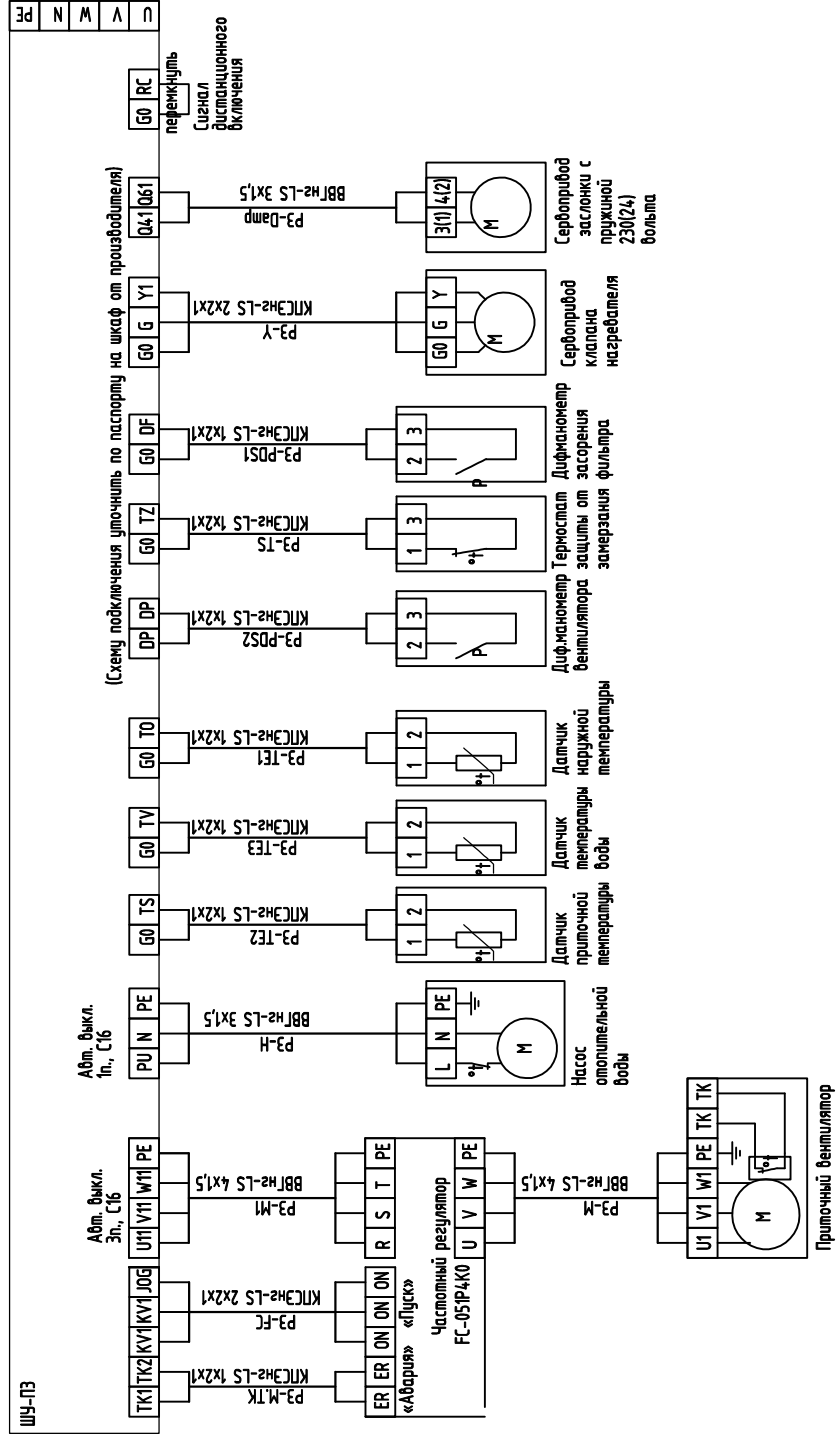 ШУ-П3
U V W N PE
(Схему подключения уточнить по паспорту на шкаф от производителя)
TK1 TK2 KV1 KV1 JOG
Авт. выкл.
3п., С16
U11 V11 W11 PE
Авт. выкл.
1п., С16
PU N PE
G0 TS
G0 TV
G0 TO
DP DP
G0 TZ
G0 DF
G0 G Y1
Q41 Q61
G0 RC
перемкнуть
Сигнал
дистанционного
включения
КПСЭнг-LS 1x2x1
P3-M.TK
КПСЭнг-LS 2x2x1
P3-FC
ВВГнг-LS 4x1,5
P3-M1
ВВГнг-LS 3x1,5
P3-H
КПСЭнг-LS 1x2x1
P3-TE2
КПСЭнг-LS 1x2x1
P3-TE3
КПСЭнг-LS 1x2x1
P3-TE1
КПСЭнг-LS 1x2x1
P3-PDS2
КПСЭнг-LS 1x2x1
P3-TS
КПСЭнг-LS 1x2x1
P3-PDS1
КПСЭнг-LS 2x2x1
P3-Y
ВВГнг-LS 3x1,5
P3-Damp
ER ER ON ON ON
R S T PE
«Авария» «Пуск»
Частотный регулятор
FC-051P4K0
U V W PE
L N PE
M
Насос
отопительной
воды
1 2
t°
Датчик
приточной
температуры
1 2
t°
Датчик
температуры
воды
1 2
t°
Датчик
наружной
температуры
2 3
P
Дифманометр
вентилятора
1 3
t°
Термостат
защиты от
замерзания
2 3
P
Дифманометр
засорения
фильтра
G0 G Y
M
Сервопривод
клапана
нагревателя
3(1) 4(2)
M
Сервопривод
заслонки с
пружиной
230(24)
вольта
ВВГнг-LS 4x1,5
P3-M
U1 V1 W1 PE TK TK
M
t°
Приточный вентилятор